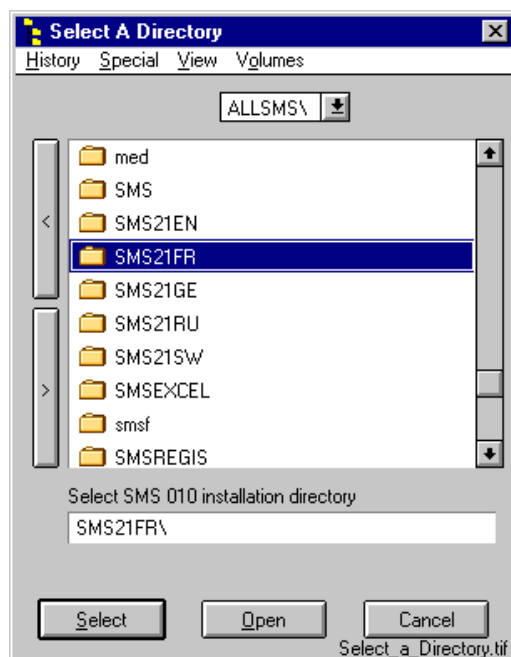 Select A Directory
History Special View Volumes
ALLSMS\
med
SMS
SMS21EN
<
SMS21FR
SMS21GE
SMS21RU
SMS21SW
>
SMSEXCEL
smsf
SMSREGIS
Select SMS 010 installation directory
SMS21FR\
Select Open Cancel
Select_a_Directory.tif